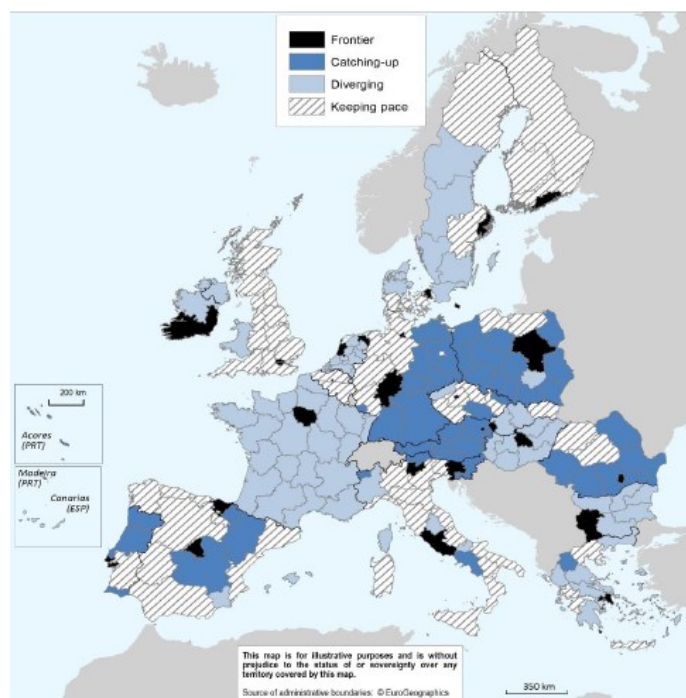 Frontier
Catching-up
Diverging
Keeping pace
200 km
Acores
(PRT)
Madeira
(PRT)
Canarias
(ESP)
This map is for illustrative purposes and is without
prejudice to the status of or sovereignty over any
territory covered by this map.
Source of administrative boundaries: © EuroGeographics
350 km